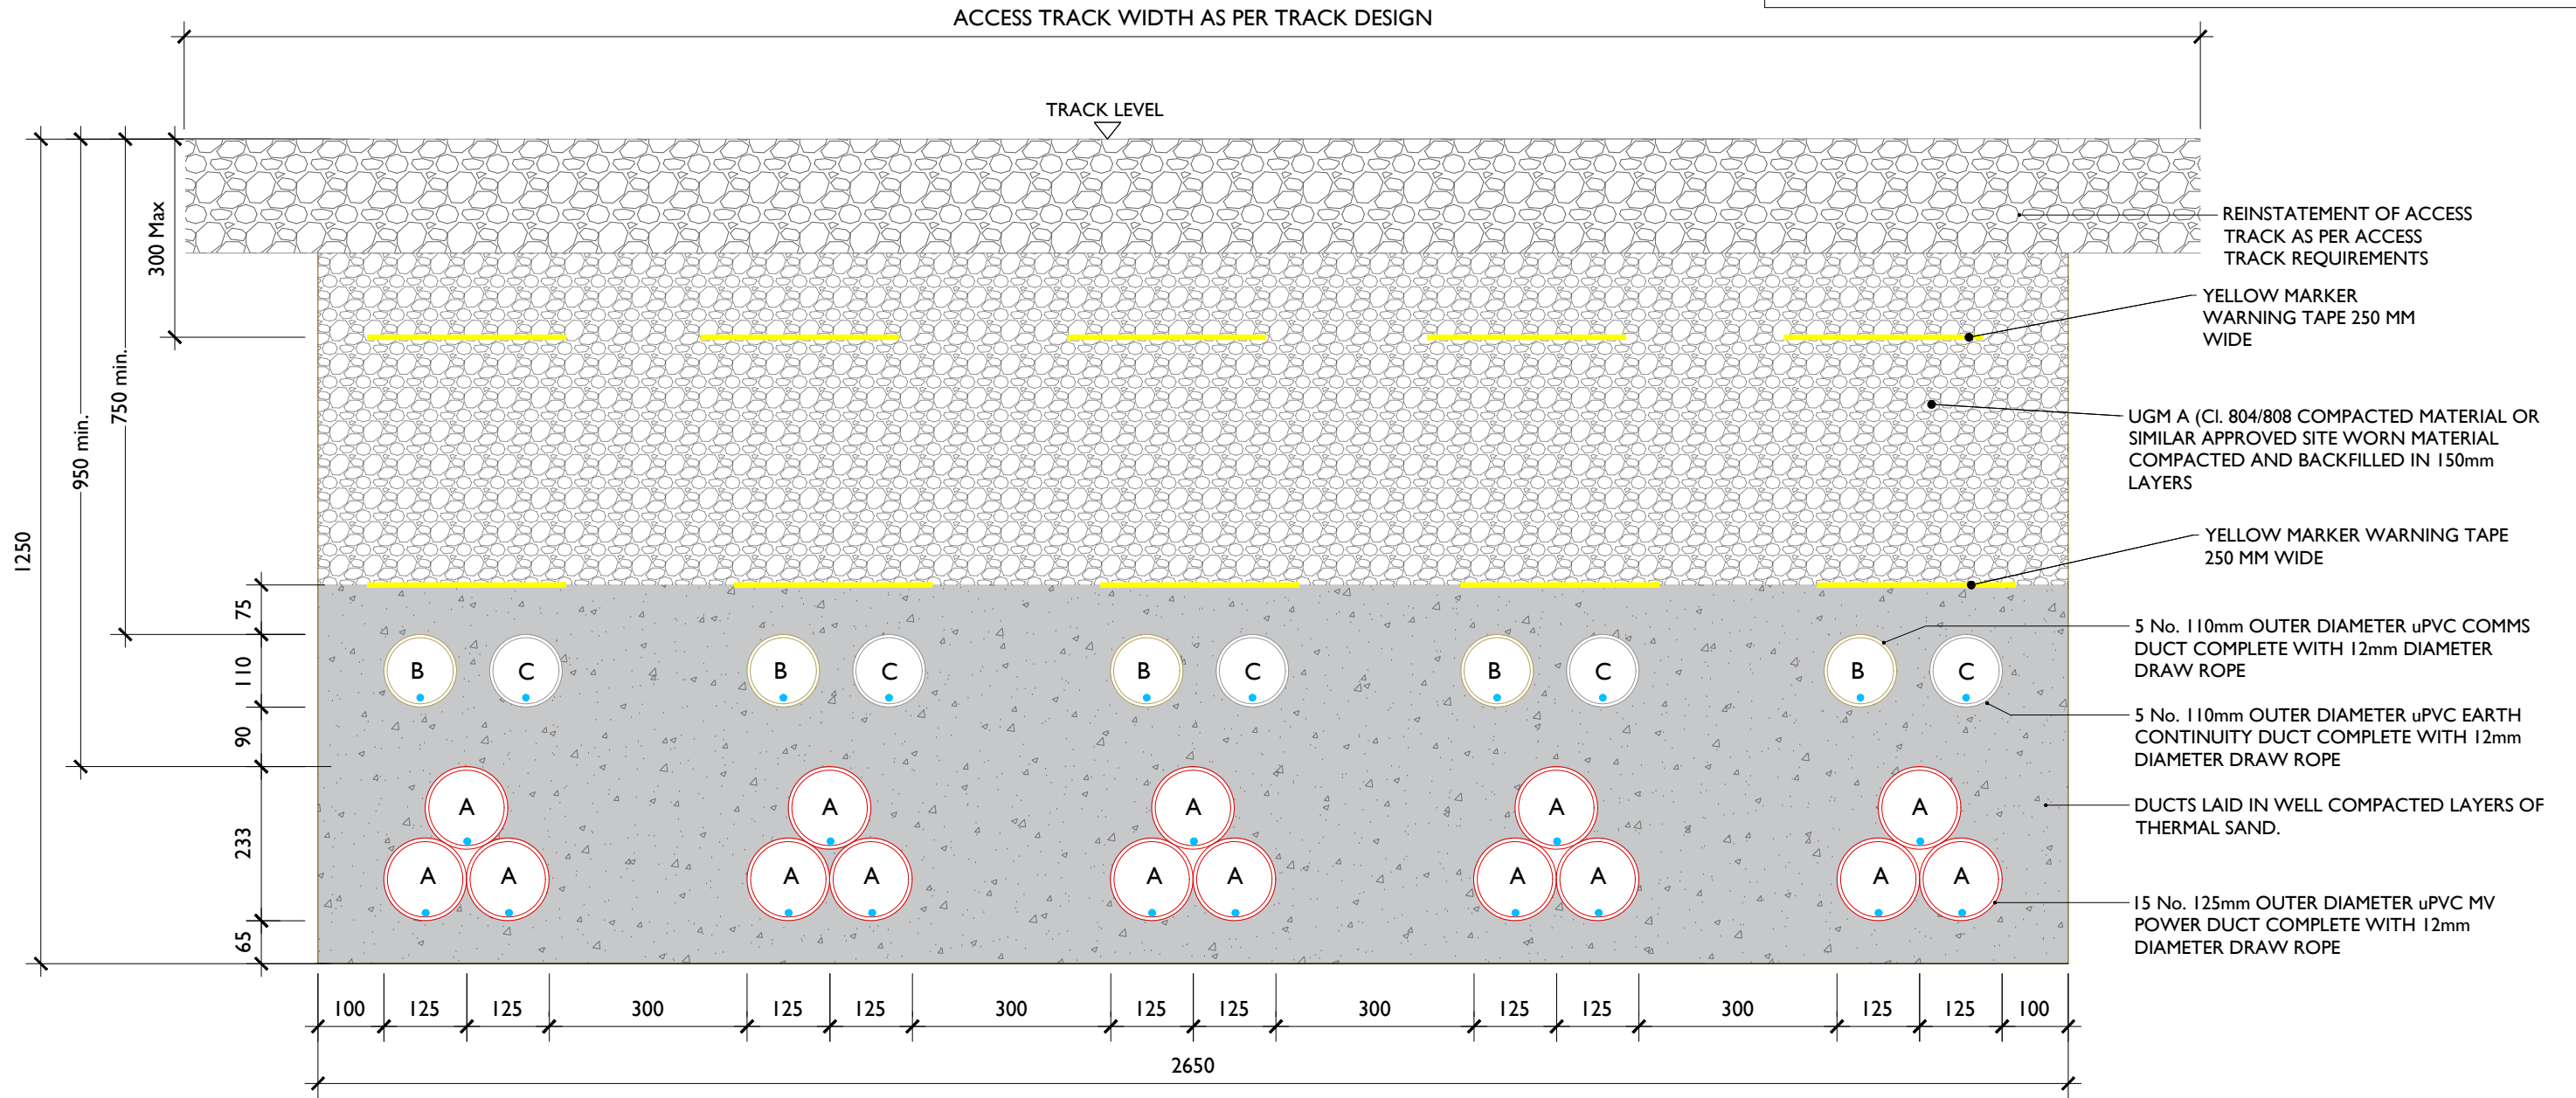 ACCESS TRACK WIDTH AS PER TRACK DESIGN
TRACK LEVEL
300 Max
750 min.
950 min.
1250
REINSTATEMENT OF ACCESS
TRACK AS PER ACCESS
TRACK REQUIREMENTS
YELLOW MARKER
WARNING TAPE 250 MM
WIDE
UGM A (Cl. 804/808 COMPACTED MATERIAL OR
SIMILAR APPROVED SITE WORN MATERIAL
COMPACTED AND BACKFILLED IN 150mm
LAYERS
YELLOW MARKER WARNING TAPE
250 MM WIDE
75
110
90
233
65
B C B C B C B C B C
A A A A A
A A A A A A A A A A
5 No. 110mm OUTER DIAMETER uPVC COMMS
DUCT COMPLETE WITH 12mm DIAMETER
DRAW ROPE
5 No. 110mm OUTER DIAMETER uPVC EARTH
CONTINUITY DUCT COMPLETE WITH 12mm
DIAMETER DRAW ROPE
DUCTS LAID IN WELL COMPACTED LAYERS OF
THERMAL SAND.
15 No. 125mm OUTER DIAMETER uPVC MV
POWER DUCT COMPLETE WITH 12mm
DIAMETER DRAW ROPE
100 125 125 300 125 125 300 125 125 300 125 125 300 125 125 100
2650